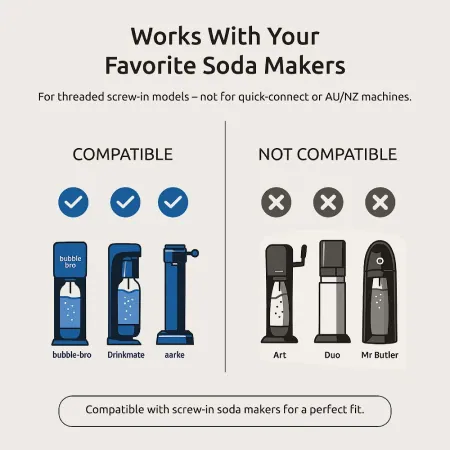 Works With Your
Favorite Soda Makers
For threaded screw-in models – not for quick-connect or AU/NZ machines.
COMPATIBLE
NOT COMPATIBLE
bubble
bro
bubble-bro
Drinkmate
aarke
Art
Duo
Mr Butler
Compatible with screw-in soda makers for a perfect fit.